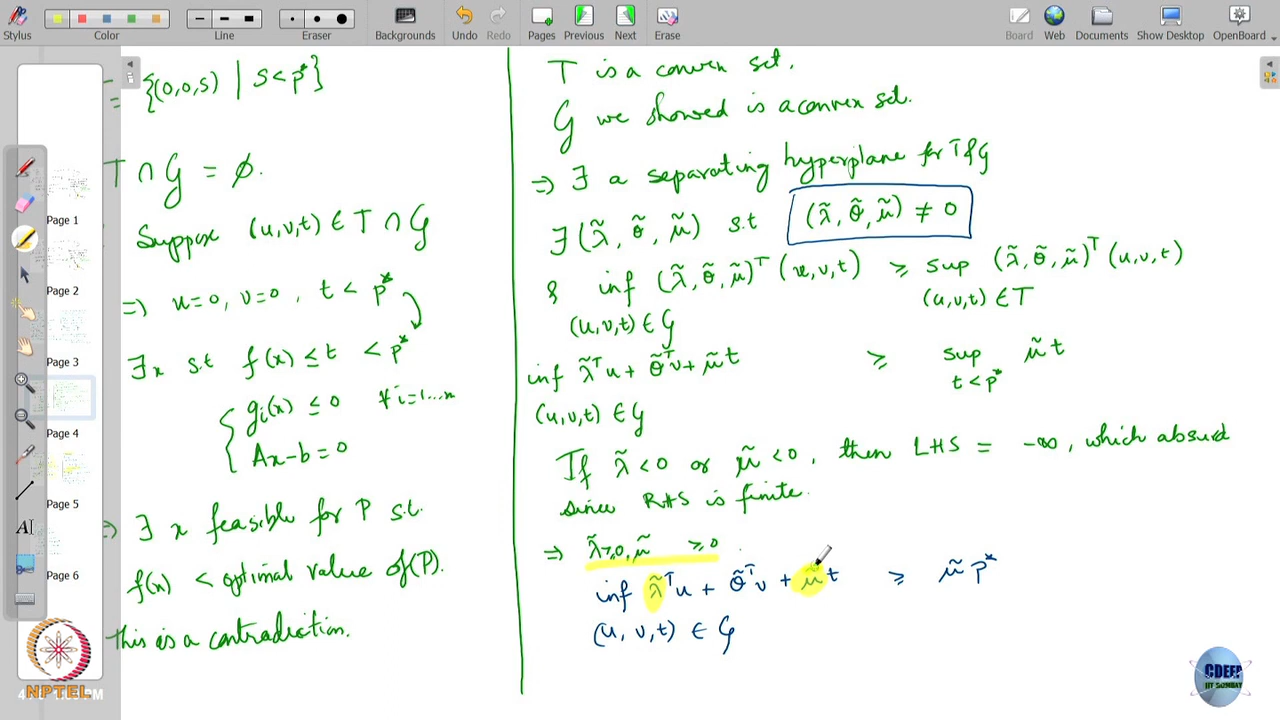 Stylus
Color
Line
Eraser
Backgrounds
Undo
Redo
Pages
Previous
Next
Erase
Board
Web
Documents
Show Desktop
OpenBoard
Page 1
Page 2
Page 3
Page 4
Page 5
Page 6
= {(0,0,s) | s < p*}
T ∩ G = ∅.
Suppose (u,v,t) ∈ T ∩ G
⇒ u=0, v=0, t < p*
∃x s.t f(x) ≤ t < p*
{ gi(x) ≤ 0 ∀ i=1...m
Ax-b=0
⇒ ∃ x feasible for P s.t.
f(x) < optimal value of (P).
This is a contradiction.
T is a convex set.
G we showed is a convex set.
⇒ ∃ a separating hyperplane for T & G
∃ (λ̃, θ̃, μ̃) s.t (λ̃, θ̃, μ̃) ≠ 0
& inf (λ̃, θ̃, μ̃)ᵀ (u,v,t) ≥ sup (λ̃, θ̃, μ̃)ᵀ (u,v,t)
(u,v,t) ∈ G (u,v,t) ∈ T
inf λ̃ᵀu + θ̃ᵀv + μ̃t ≥ sup μ̃t
(u,v,t) ∈ G t<p*
If λ̃ <0 or μ̃ <0, then LHS = -∞, which absurd
since RHS is finite.
⇒ λ̃ ≥ 0, μ̃ ≥ 0
inf λ̃ᵀu + θ̃ᵀv + μ̃t ≥ μ̃ p*
(u, v, t) ∈ G
NPTEL
CDEEP
IIT BOMBAY